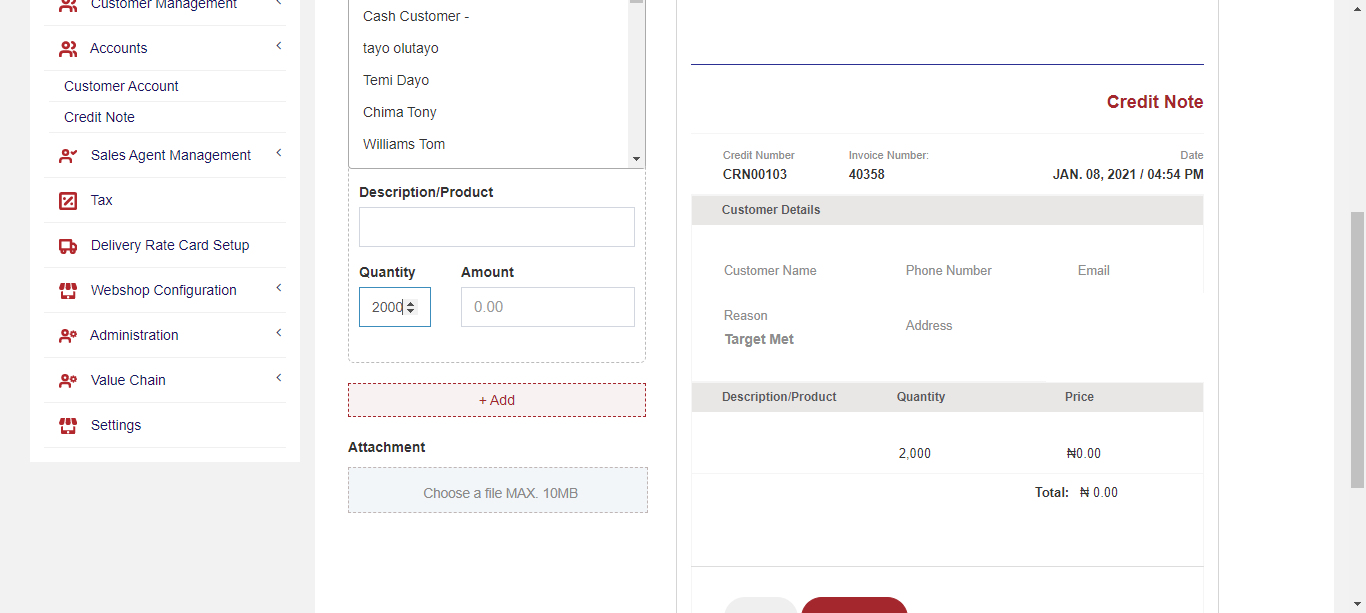 Customer Management
Accounts
Customer Account
Credit Note
Sales Agent Management
Tax
Delivery Rate Card Setup
Webshop Configuration
Administration
Value Chain
Settings
Cash Customer -
tayo olutayo
Temi Dayo
Chima Tony
Williams Tom
Description/Product
Quantity Amount
2000 0.00
+ Add
Attachment
Choose a file MAX. 10MB
Credit Note
Credit Number Invoice Number: Date
CRN00103 40358 JAN. 08, 2021 / 04:54 PM
Customer Details
Customer Name Phone Number Email
Reason Address
Target Met
Description/Product Quantity Price
2,000 ₦0.00
Total: ₦ 0.00